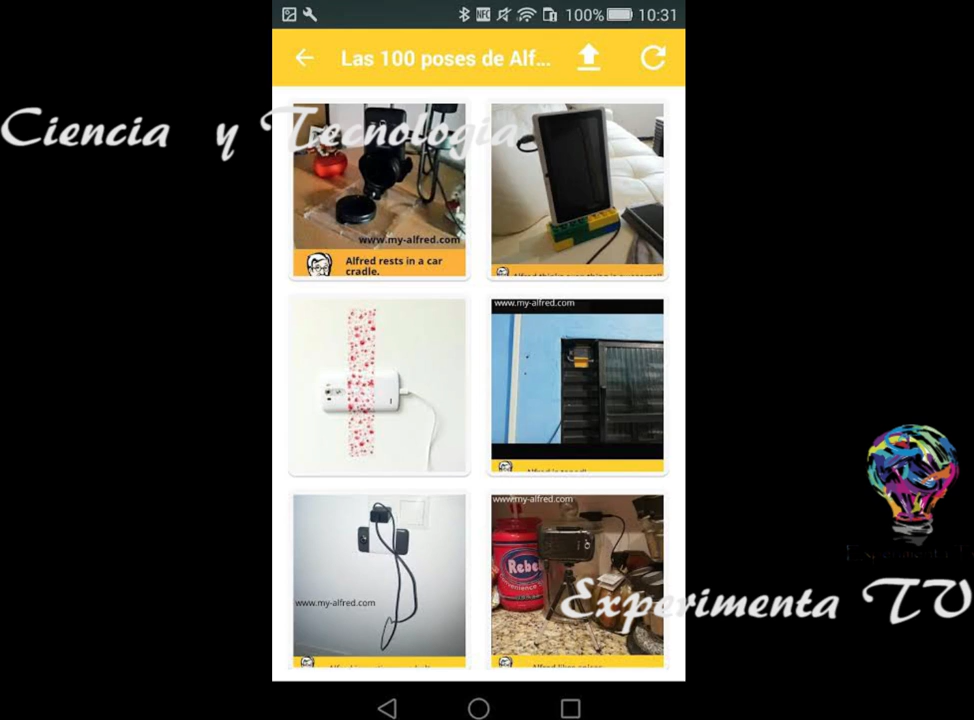 100% 10:31
Las 100 poses de Alf...
Ciencia y Tecnologia
www.my-alfred.com
Alfred rests in a car
cradle.
www.my-alfred.com
www.my-alfred.com
Rebel
www.my-alfred.com
Experimenta TV